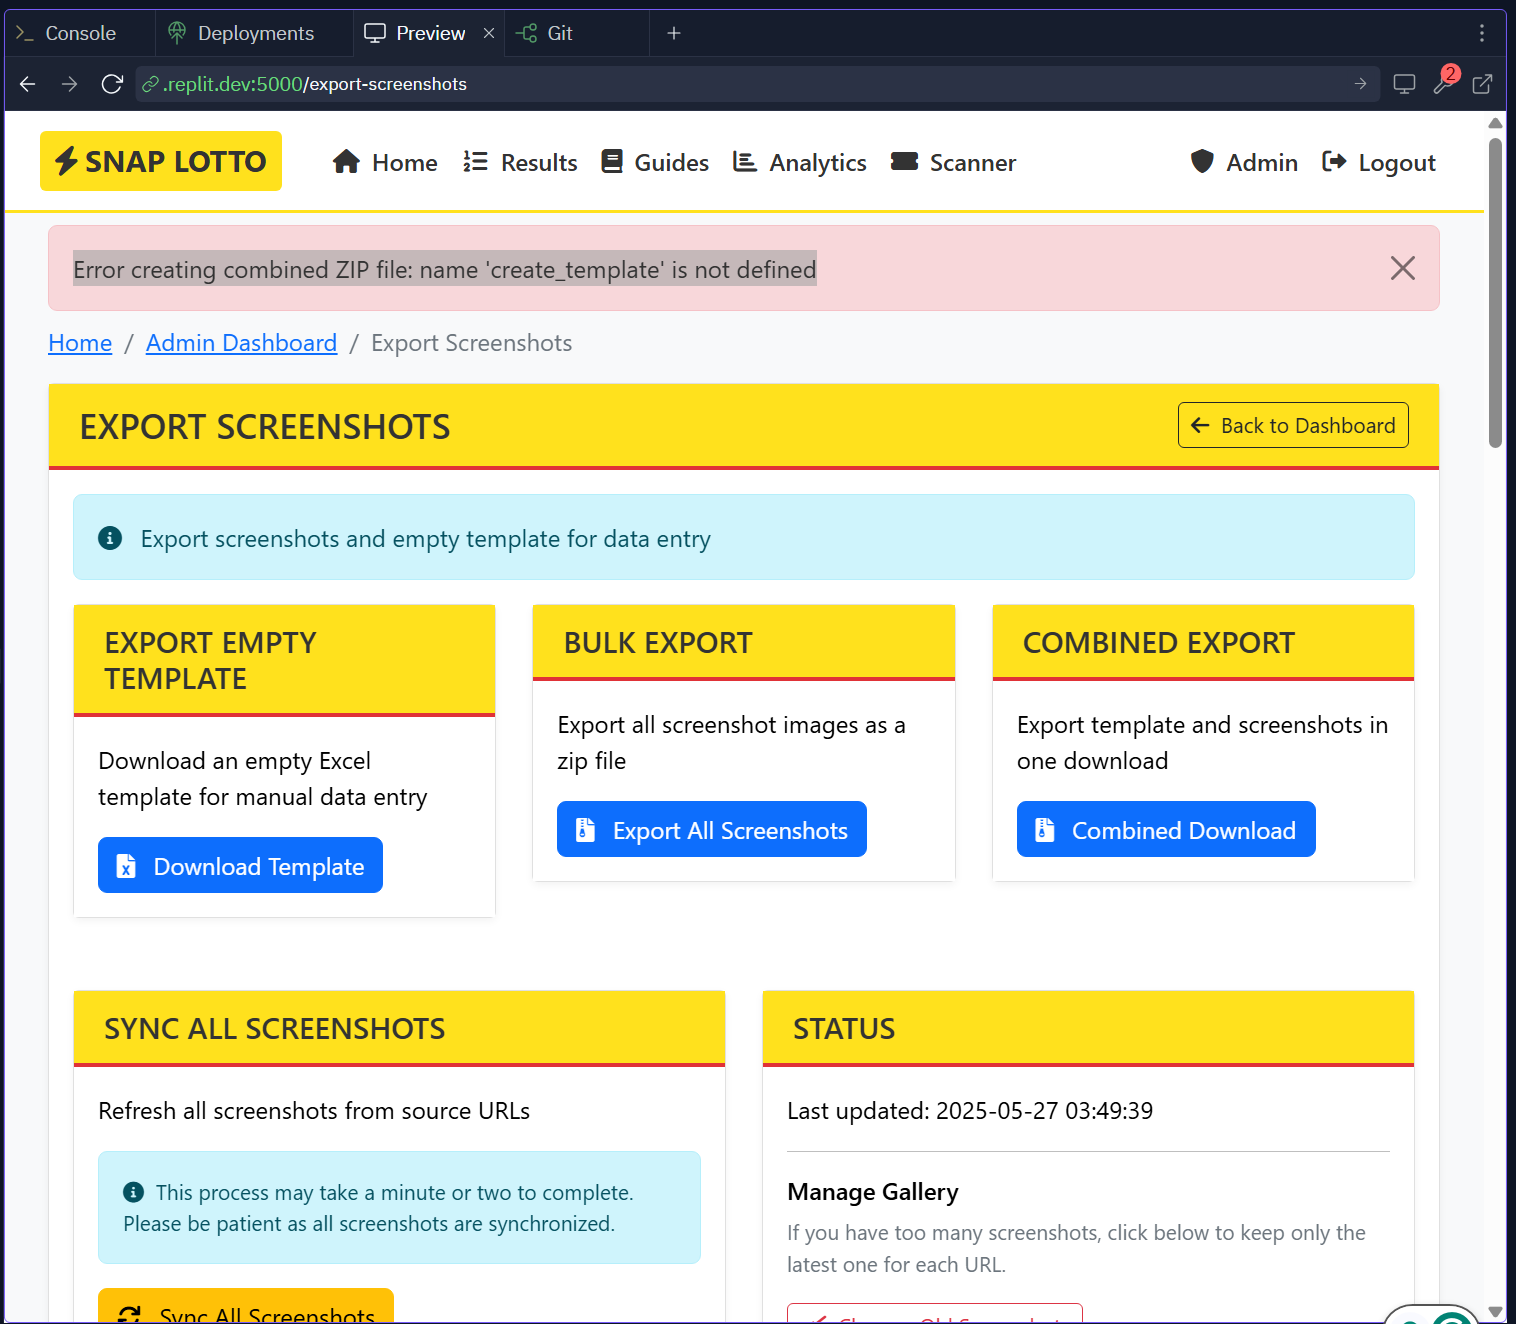 Console
Deployments
Preview
Git
.replit.dev:5000/export-screenshots
2
SNAP LOTTO
Home
Results
Guides
Analytics
Scanner
Admin
Logout
Error creating combined ZIP file: name 'create_template' is not defined
Home / Admin Dashboard / Export Screenshots
EXPORT SCREENSHOTS
Back to Dashboard
Export screenshots and empty template for data entry
EXPORT EMPTY
TEMPLATE
Download an empty Excel
template for manual data entry
Download Template
BULK EXPORT
Export all screenshot images as a
zip file
Export All Screenshots
COMBINED EXPORT
Export template and screenshots in
one download
Combined Download
SYNC ALL SCREENSHOTS
Refresh all screenshots from source URLs
This process may take a minute or two to complete.
Please be patient as all screenshots are synchronized.
Sync All Screenshots
STATUS
Last updated: 2025-05-27 03:49:39
Manage Gallery
If you have too many screenshots, click below to keep only the
latest one for each URL.